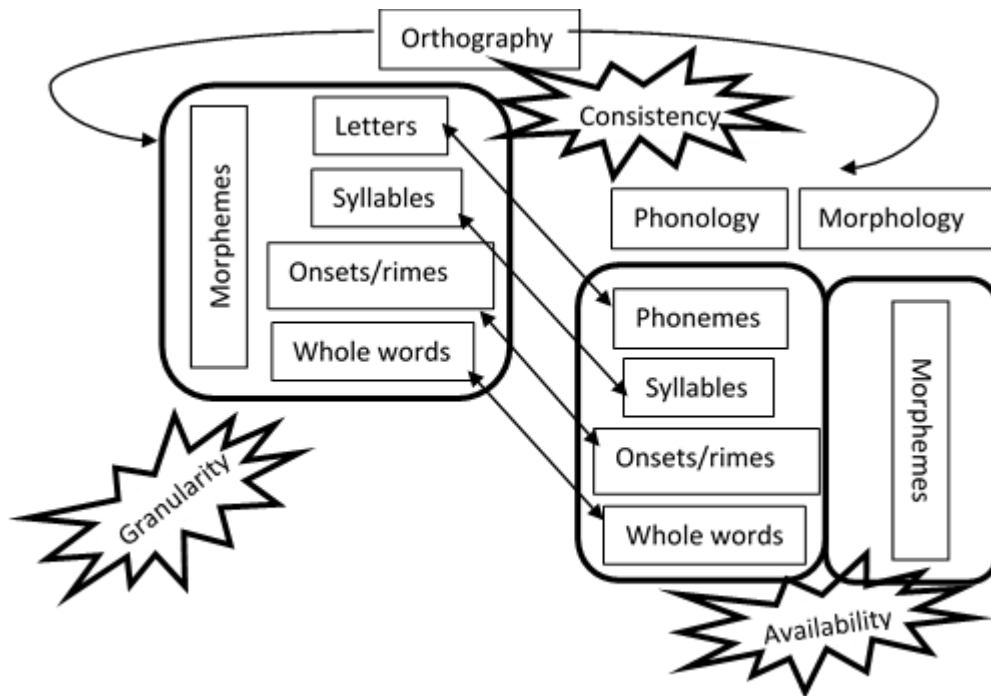 Orthography
Consistency
Letters
Syllables
Onsets/rimes
Whole words
Morphemes
Granularity
Phonology
Morphology
Phonemes
Syllables
Onsets/rimes
Whole words
Morphemes
Availability